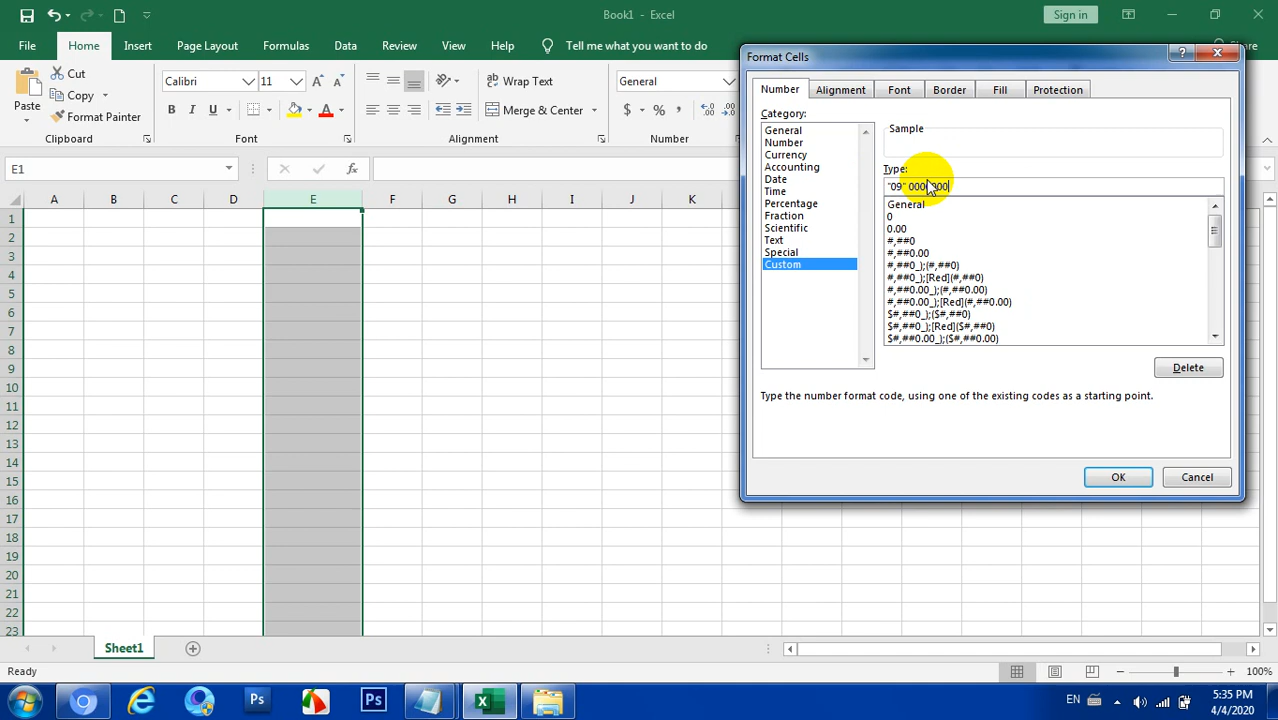 Book1 - Excel
Sign in
File Home Insert Page Layout Formulas Data Review View Help Tell me what you want to do Share
Paste
Cut
Copy
Format Painter
Clipboard
Calibri 11
B I U
Font
Wrap Text
Merge & Center
Alignment
General
$ %
Number
E1
A B C D E F G H I J K
1
2
3
4
5
6
7
8
9
10
11
12
13
14
15
16
17
18
19
20
21
22
23
Format Cells
Number Alignment Font Border Fill Protection
Category:
General
Number
Currency
Accounting
Date
Time
Percentage
Fraction
Scientific
Text
Special
Custom
Sample
Type:
General
0
0.00
#,##0
#,##0.00
#,##0_);(#,##0)
#,##0_);[Red](#,##0)
#,##0.00_);(#,##0.00)
#,##0.00_);[Red](#,##0.00)
$#,##0_);($#,##0)
$#,##0_);[Red]($#,##0)
$#,##0.00_);($#,##0.00)
Delete
Type the number format code, using one of the existing codes as a starting point.
OK Cancel
Sheet1
Ready
100%
EN
5:35 PM
4/4/2020